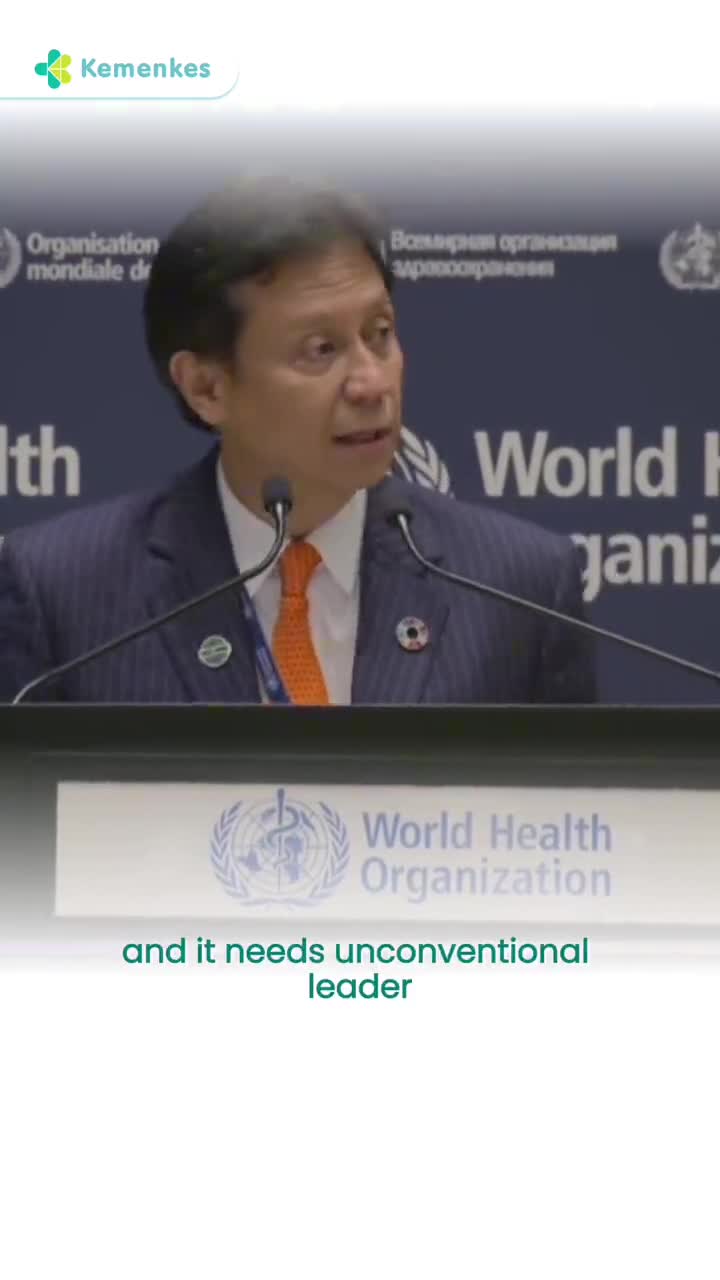 Kemenkes
Organisation
mondiale de
Всемирная организация
здравоохранения
lth
World H
ganiz
World Health
Organization
and it needs unconventional
leader